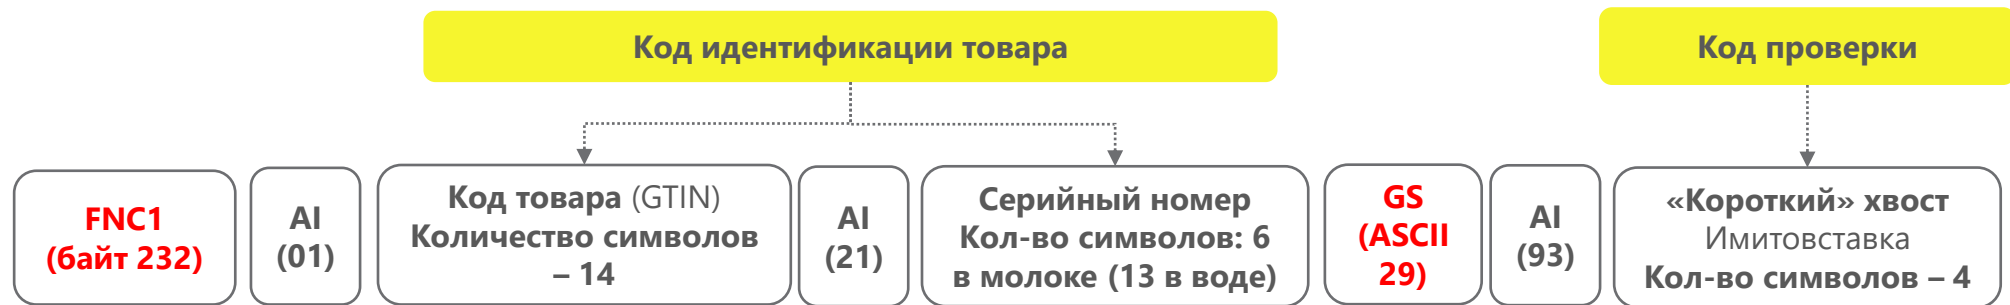 Код идентификации товара
Код проверки
FNC1
(байт 232)
AI
(01)
Код товара (GTIN)
Количество символов
– 14
AI
(21)
Серийный номер
Кол-во символов: 6
в молоке (13 в воде)
GS
(ASCII
29)
AI
(93)
«Короткий» хвост
Имитовставка
Кол-во символов – 4